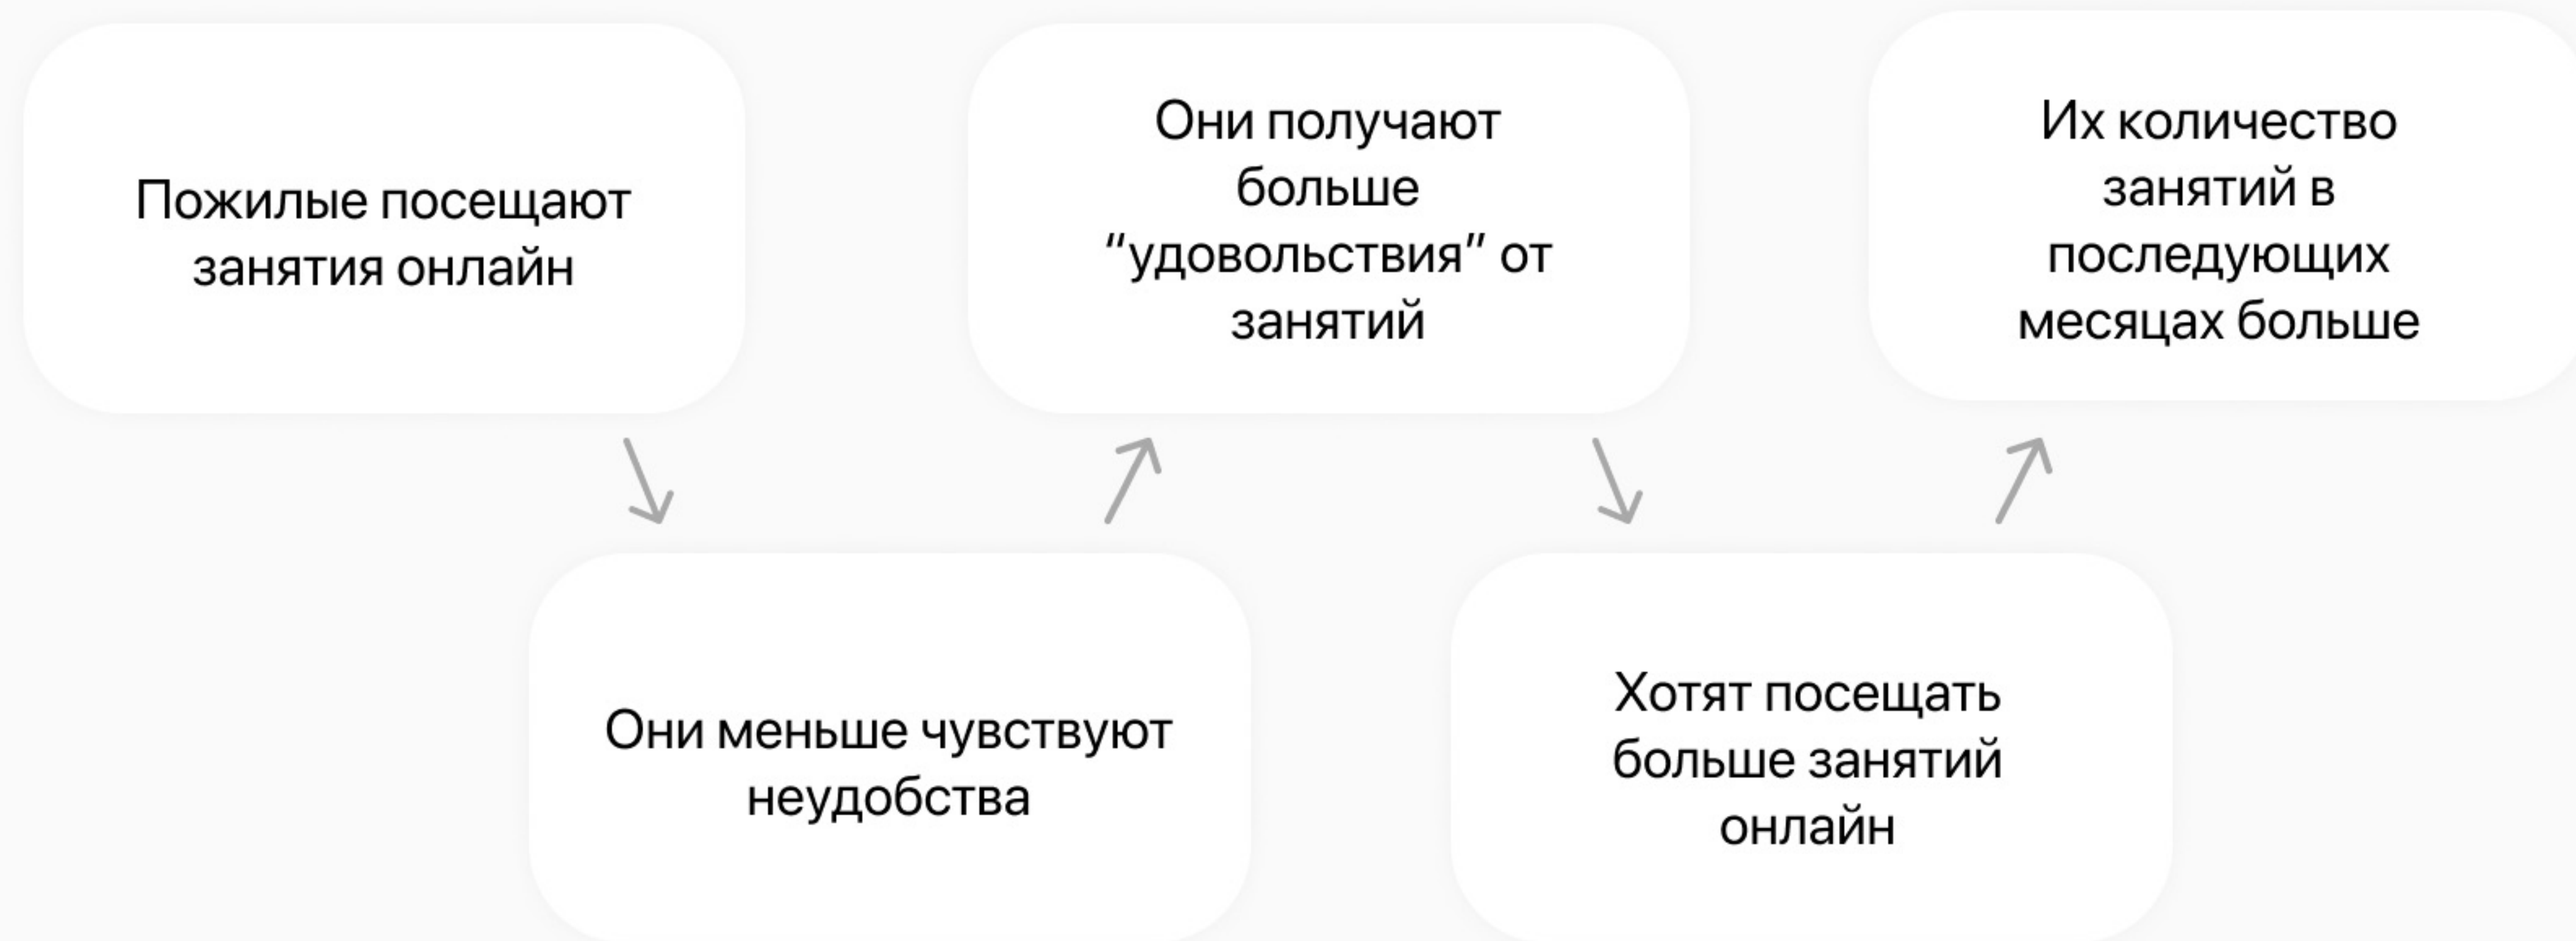 Пожилые посещают
занятия онлайн
Они меньше чувствуют
неудобства
Они получают
больше
“удовольствия” от
занятий
Хотят посещать
больше занятий
онлайн
Их количество
занятий в
последующих
месяцах больше